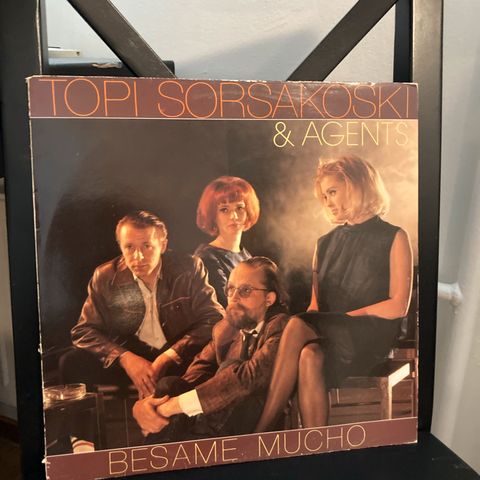 TOPI SORSAKOSKI
& AGENTS
BESAME MUCHO